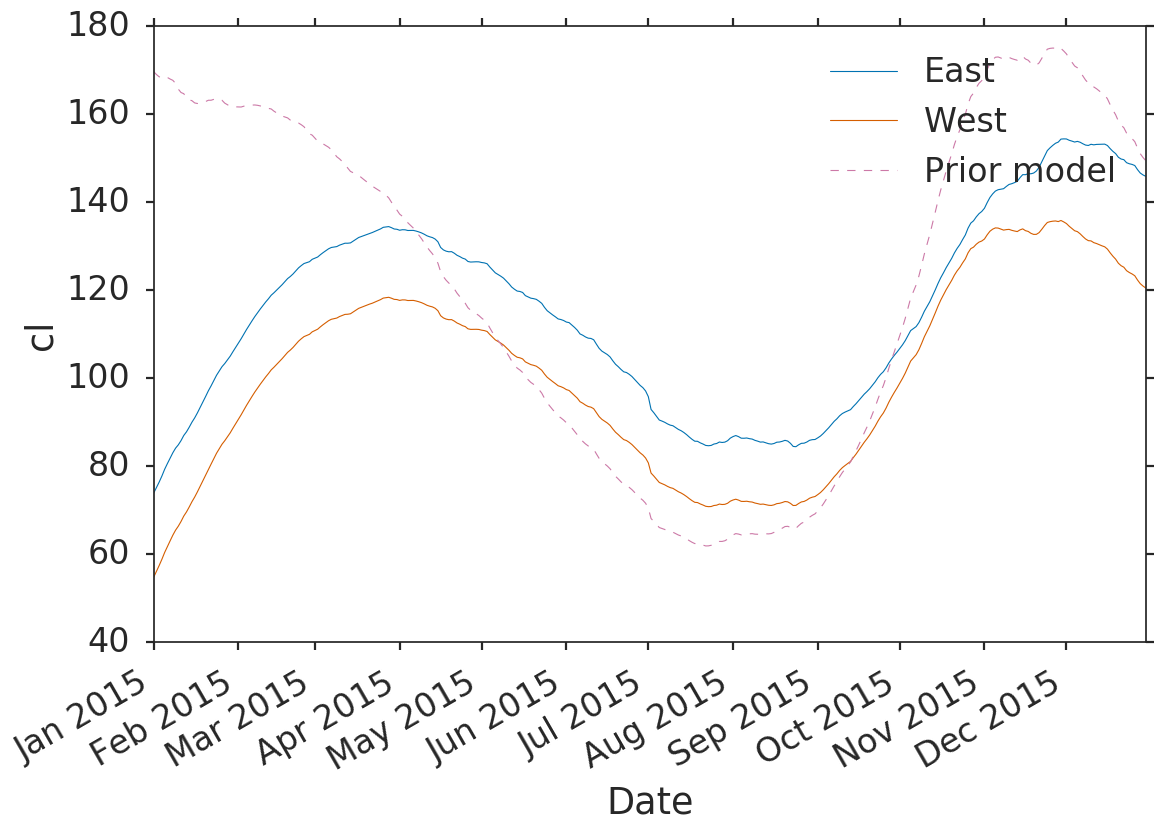 180
160
140
120
100
80
60
40
cl
East
West
Prior model
Jan 2015
Feb 2015
Mar 2015
Apr 2015
May 2015
Jun 2015
Jul 2015
Aug 2015
Sep 2015
Oct 2015
Nov 2015
Dec 2015
Date